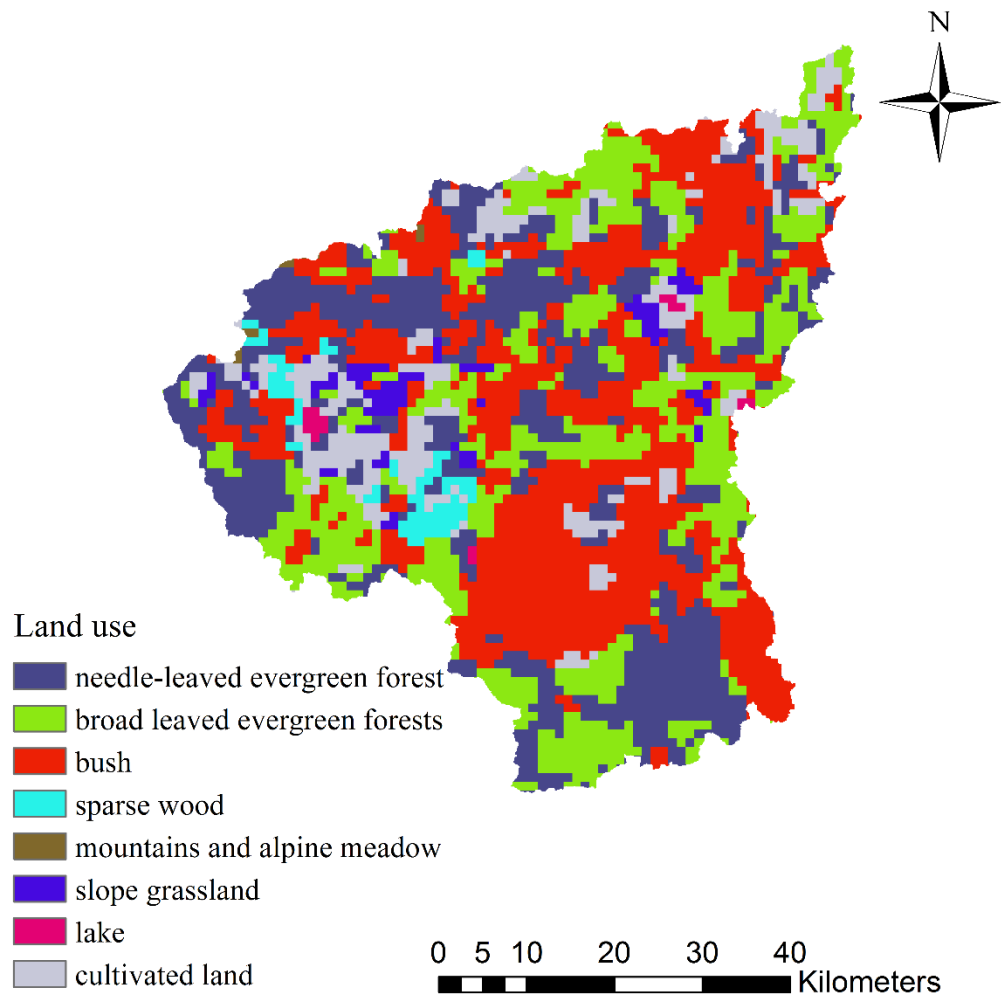 N
Land use
needle-leaved evergreen forest
broad leaved evergreen forests
bush
sparse wood
mountains and alpine meadow
slope grassland
lake
cultivated land
0 5 10 20 30 40
Kilometers